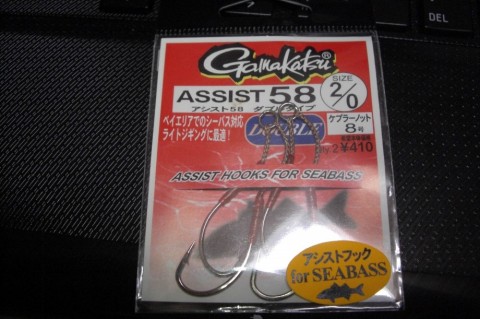 Gamakatsu
ASSIST 58
SIZE
2/0
アシスト58 ダブルタイプ
ベイエリアでのシーバス対応
ライトジギングに最適!
DOUBLE
ケプラーノット
8号
2 ¥410
ASSIST HOOKS FOR SEABASS
アシストフック
for SEABASS
DEL